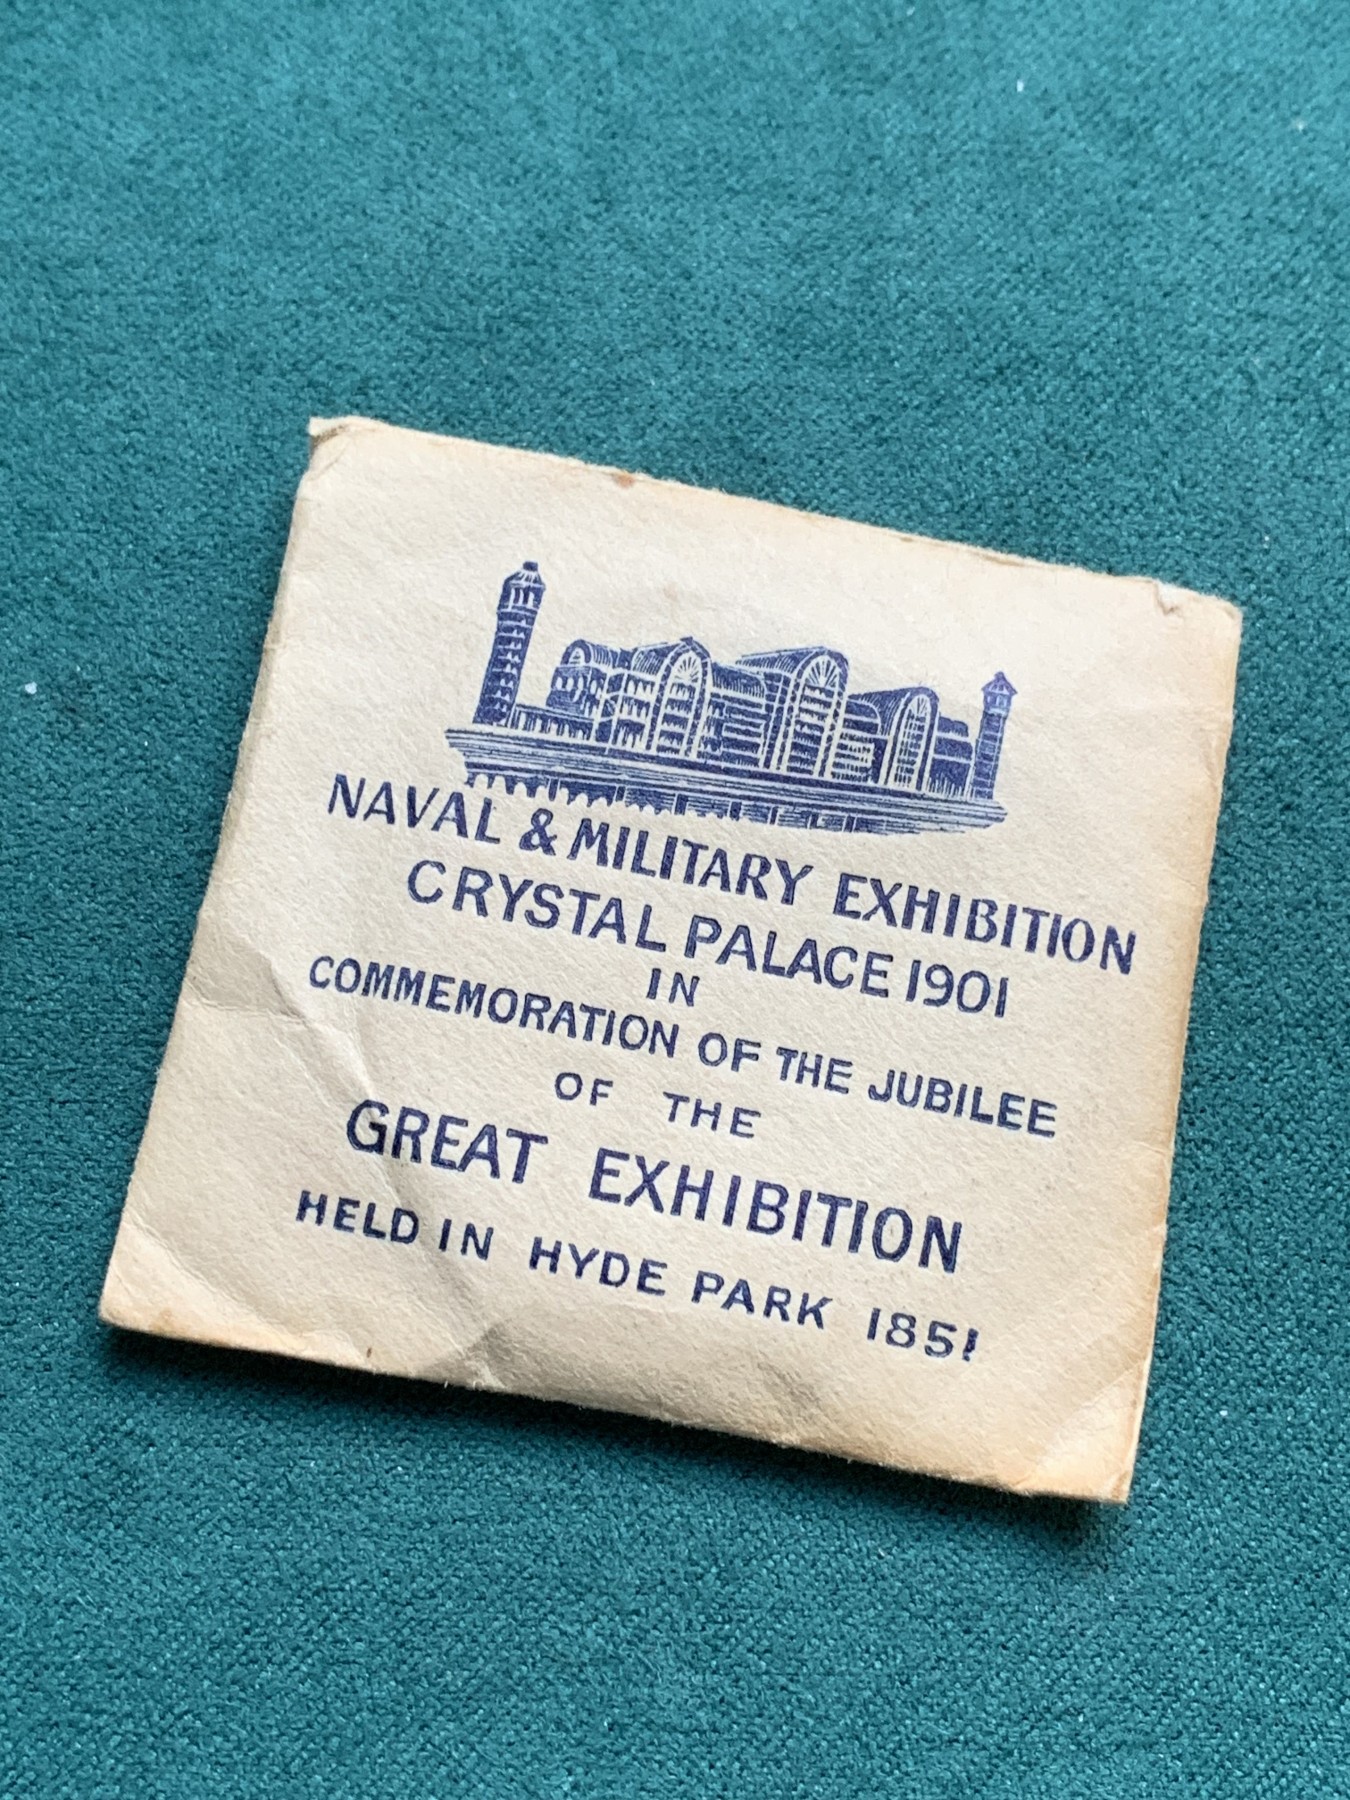 NAVAL & MILITARY EXHIBITION
CRYSTAL PALACE 1901
IN
COMMEMORATION OF THE JUBILEE
OF THE
GREAT EXHIBITION
HELD IN HYDE PARK 1851